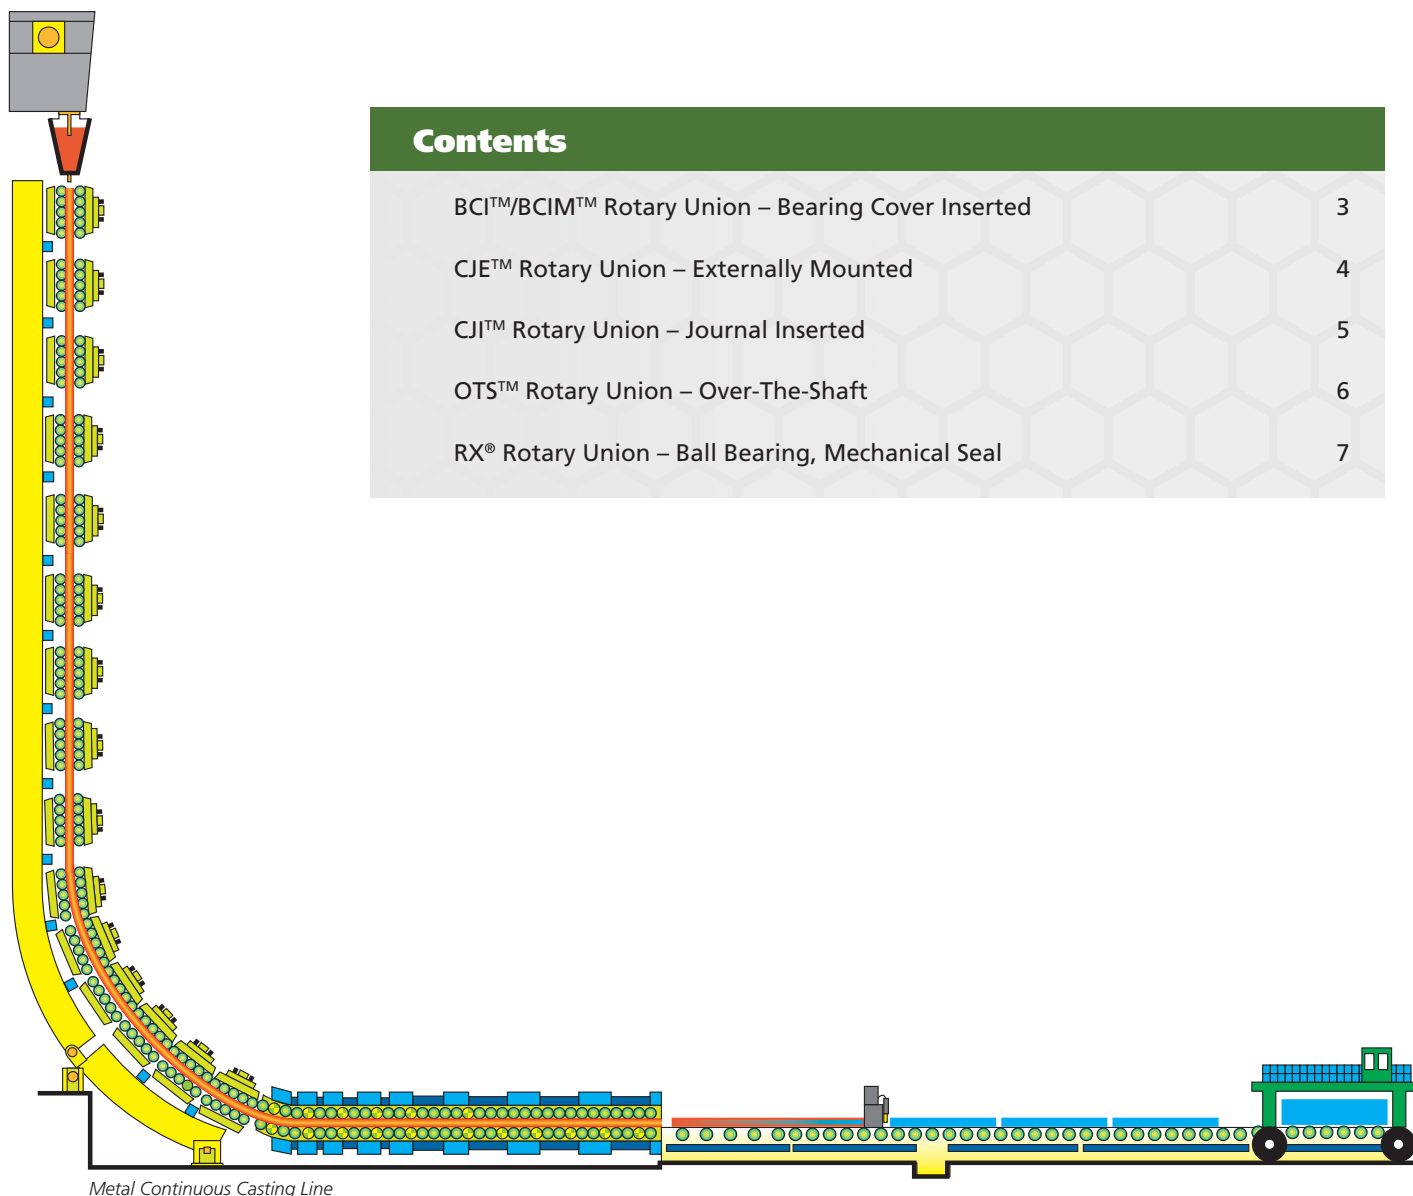 Contents
BCI™/BCIM™ Rotary Union – Bearing Cover Inserted 3
CJE™ Rotary Union – Externally Mounted 4
CJI™ Rotary Union – Journal Inserted 5
OTS™ Rotary Union – Over-The-Shaft 6
RX® Rotary Union – Ball Bearing, Mechanical Seal 7
Metal Continuous Casting Line